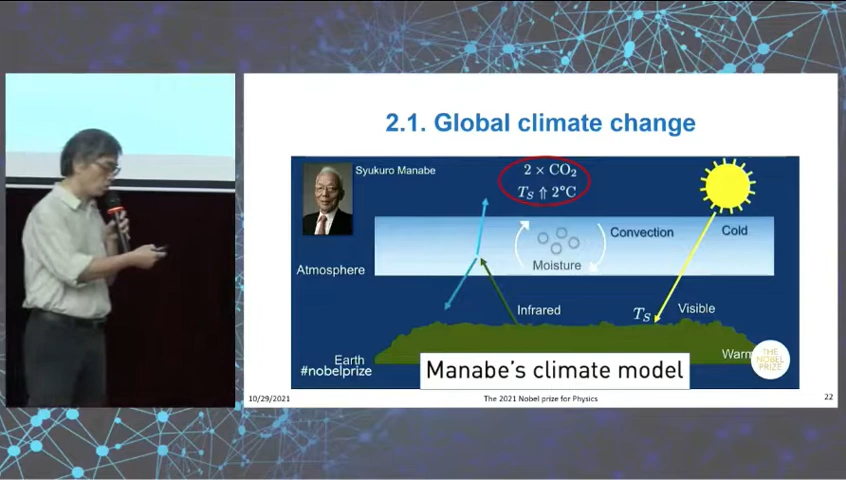 2.1. Global climate change
Syukuro Manabe
2 × CO₂
Tₛ ⇑ 2°C
Convection
Cold
Moisture
Atmosphere
Infrared
Tₛ
Visible
Earth
Warm
#nobelprize
Manabe's climate model
THE
NOBEL
PRIZE
10/29/2021
The 2021 Nobel prize for Physics
22